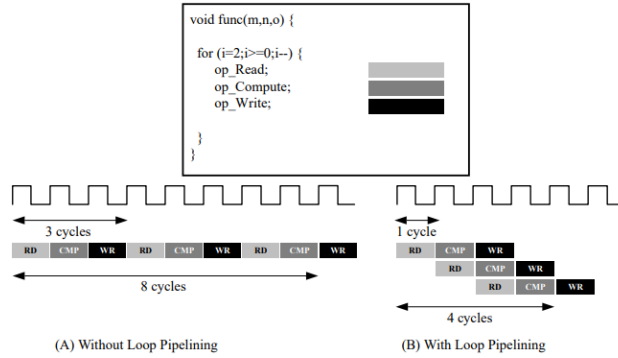 void func(m,n,o) {
for (i=2;i>=0;i--) {
op_Read;
op_Compute;
op_Write;
}
}
3 cycles
1 cycle
RD CMP WR RD CMP WR RD CMP WR
RD CMP WR
RD CMP WR
RD CMP WR
8 cycles
4 cycles
(A) Without Loop Pipelining
(B) With Loop Pipelining